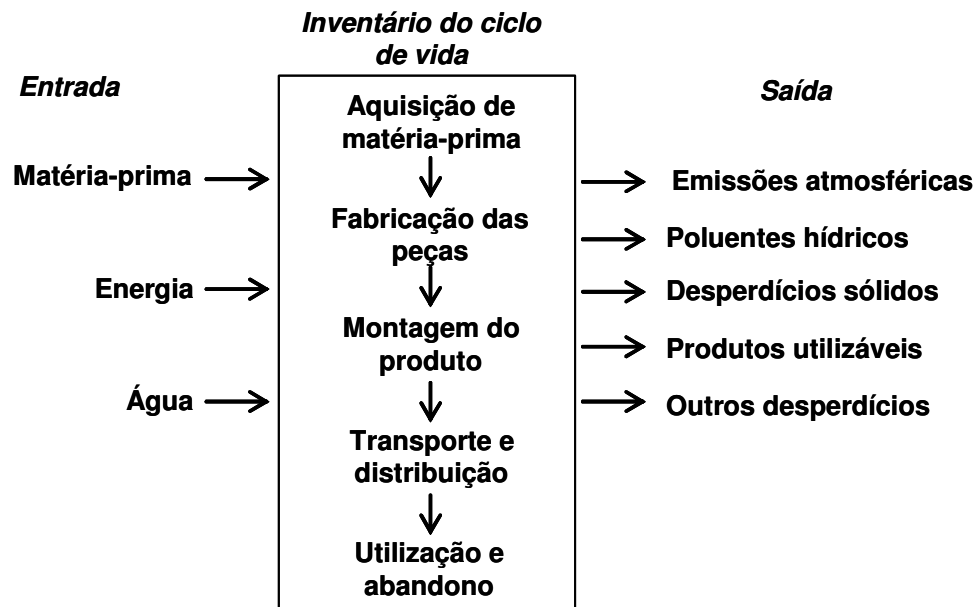 Inventário do ciclo
de vida
Entrada
Saída
Aquisição de
matéria-prima
Matéria-prima
Emissões atmosféricas
Fabricação das
peças
Poluentes hídricos
Energia
Desperdícios sólidos
Montagem do
produto
Produtos utilizáveis
Água
Outros desperdícios
Transporte e
distribuição
Utilização e
abandono